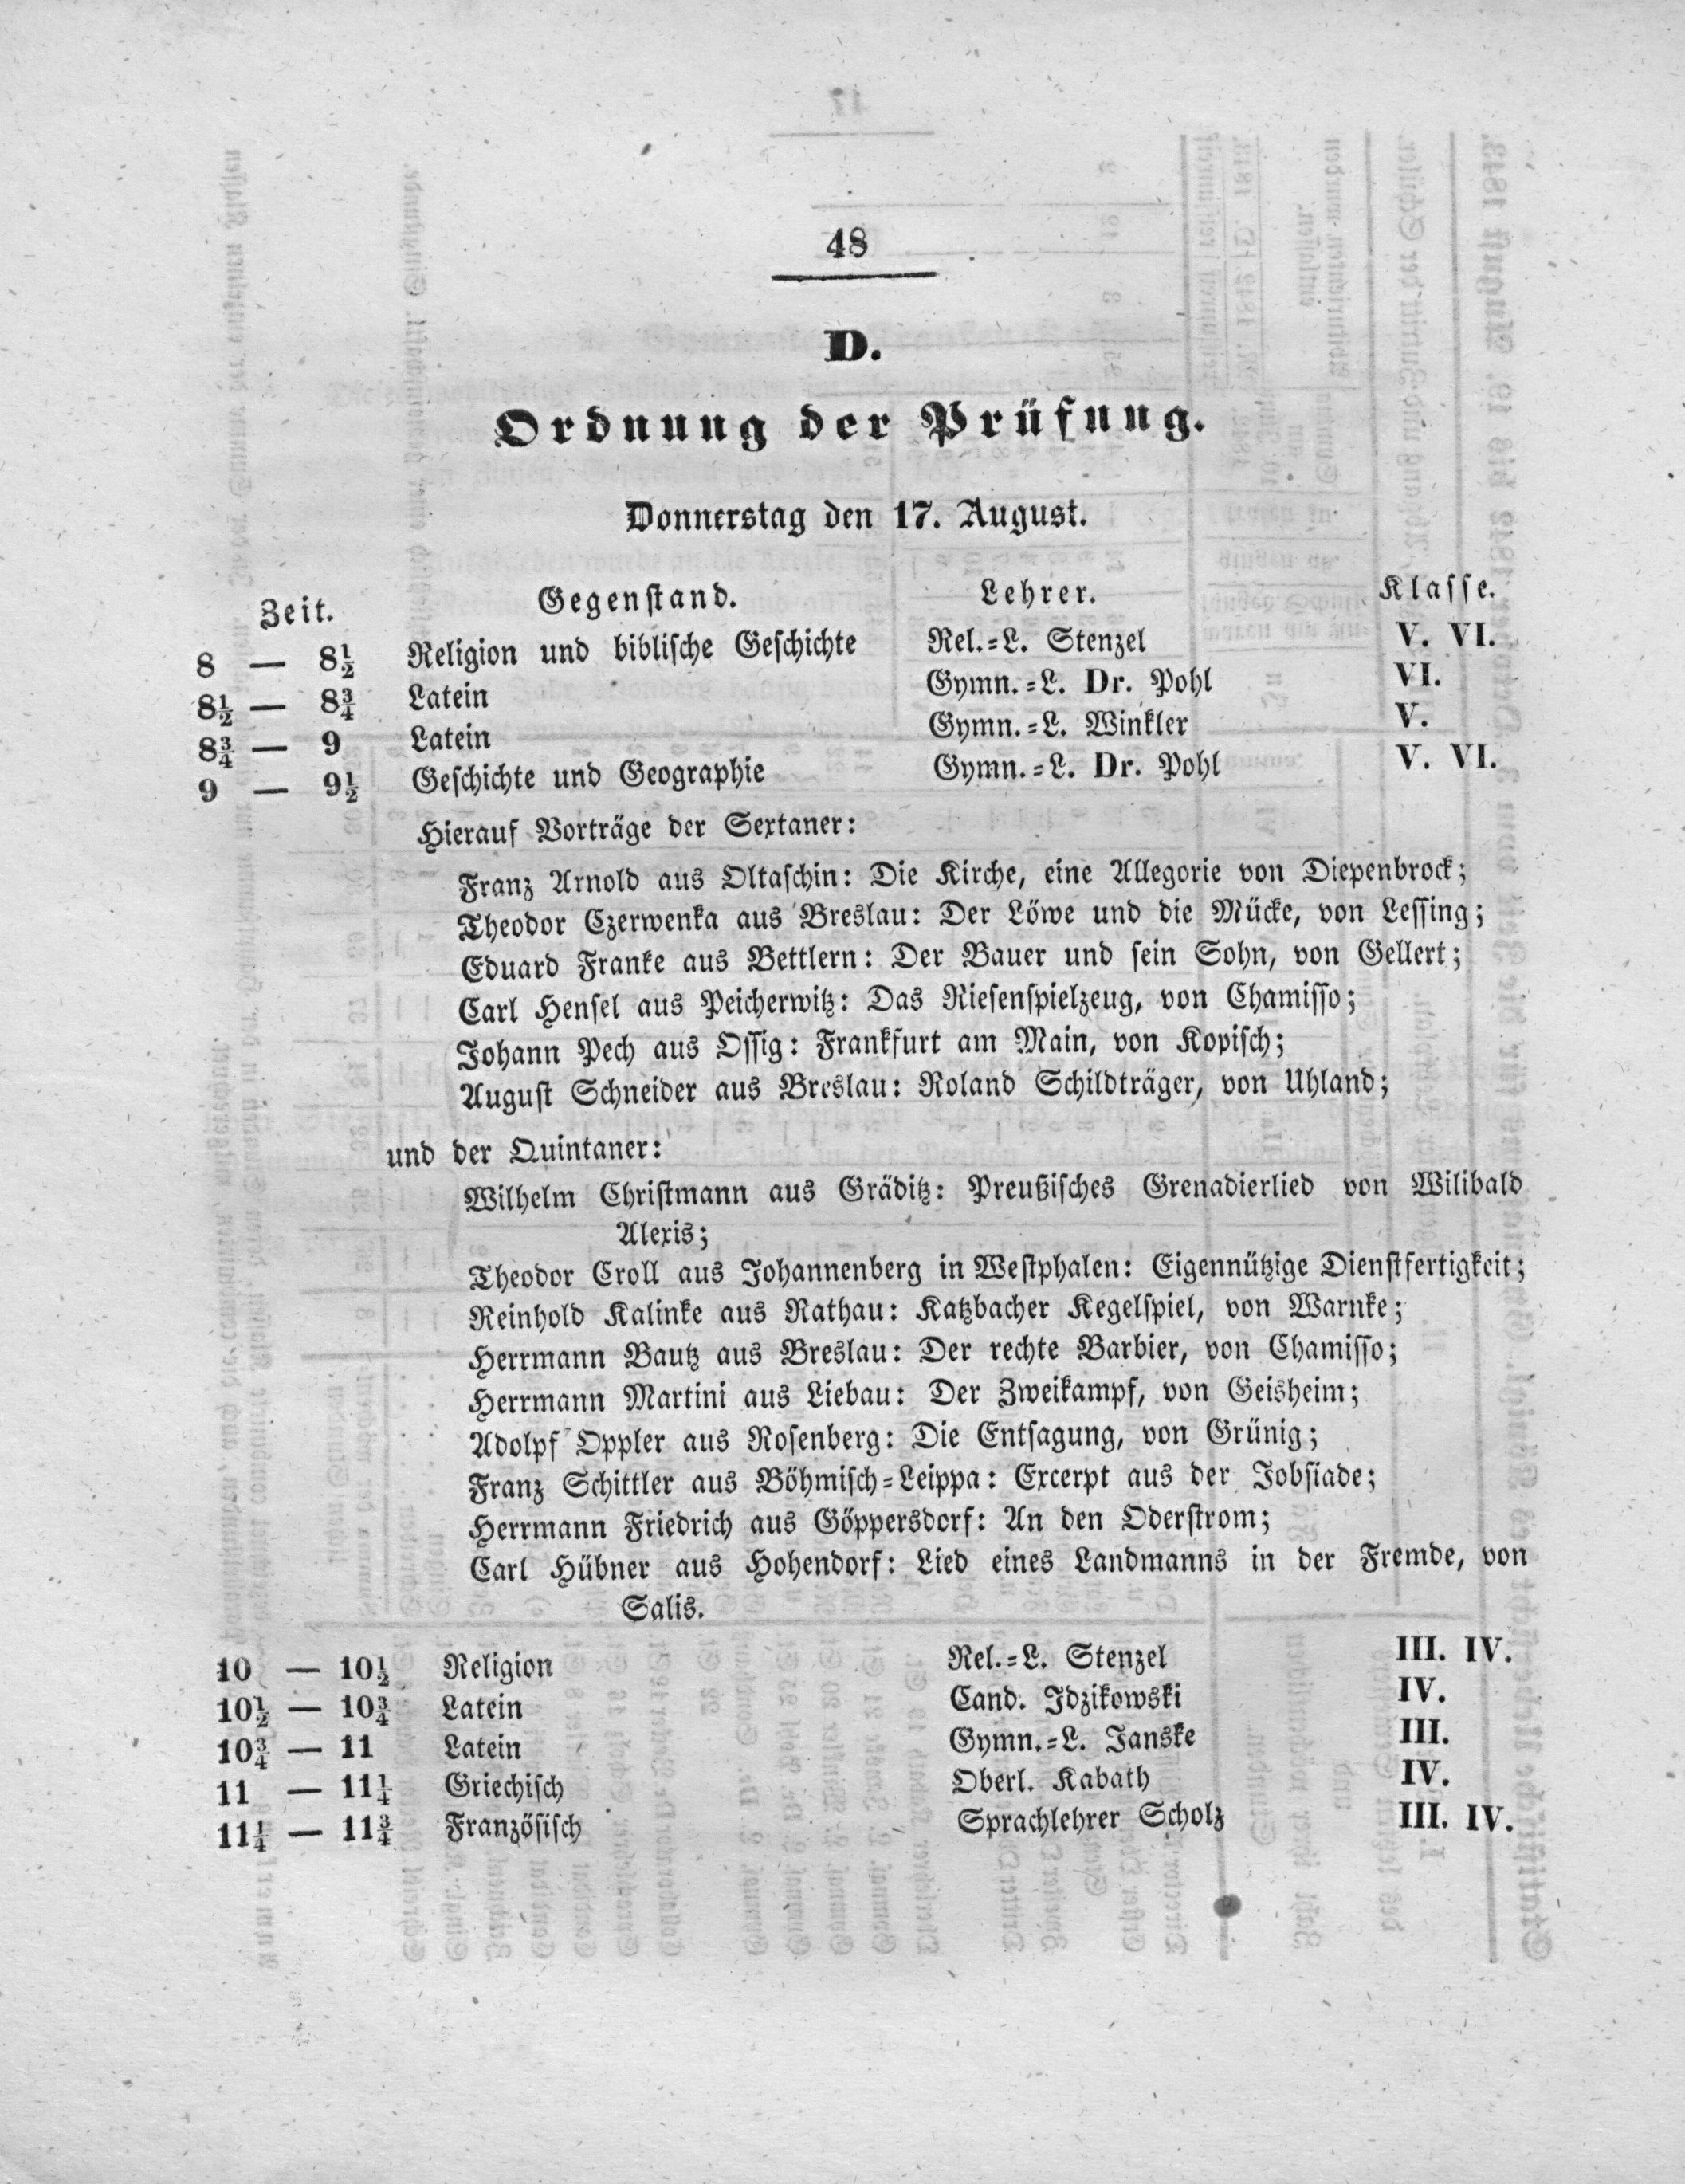 48
D.
Ordnung der Prüfung.
Donnerstag den 17. August.
Zeit. Gegenstand. Lehrer. Klasse.
8 — 8½ Religion und biblische Geschichte Rel.=L. Stenzel V. VI.
8½ — 8¾ Latein Gymn.=L. Dr. Pohl VI.
8¾ — 9 Latein Gymn.=L. Winkler V.
9 — 9½ Geschichte und Geographie Gymn.=L. Dr. Pohl V. VI.
Hierauf Vorträge der Sextaner:
Franz Arnold aus Oltaschin: Die Kirche, eine Allegorie von Diepenbrock;
Theodor Czerwenka aus Breslau: Der Löwe und die Mücke, von Lessing;
Eduard Franke aus Bettlern: Der Bauer und sein Sohn, von Gellert;
Carl Hensel aus Peicherwitz: Das Riesenspielzeug, von Chamisso;
Johann Pech aus Ossig: Frankfurt am Main, von Kopisch;
August Schneider aus Breslau: Roland Schildträger, von Uhland;
und der Quintaner:
Wilhelm Christmann aus Gräditz: Preußisches Grenadierlied von Wilibald
Alexis;
Theodor Croll aus Johannenberg in Westphalen: Eigennützige Dienstfertigkeit;
Reinhold Kalinke aus Rathau: Katzbacher Kegelspiel, von Warnke;
Herrmann Bautz aus Breslau: Der rechte Barbier, von Chamisso;
Herrmann Martini aus Liebau: Der Zweikampf, von Geisheim;
Adolpf Oppler aus Rosenberg: Die Entsagung, von Grünig;
Franz Schittler aus Böhmisch=Leippa: Excerpt aus der Jobsiade;
Herrmann Friedrich aus Göppersdorf: An den Oderstrom;
Carl Hübner aus Hohendorf: Lied eines Landmanns in der Fremde, von
Salis.
10 — 10½ Religion Rel.=L. Stenzel III. IV.
10½ — 10¾ Latein Cand. Idzikowski IV.
10¾ — 11 Latein Gymn.=L. Janske III.
11 — 11¼ Griechisch Oberl. Kabath IV.
11¼ — 11¾ Französisch Sprachlehrer Scholz III. IV.